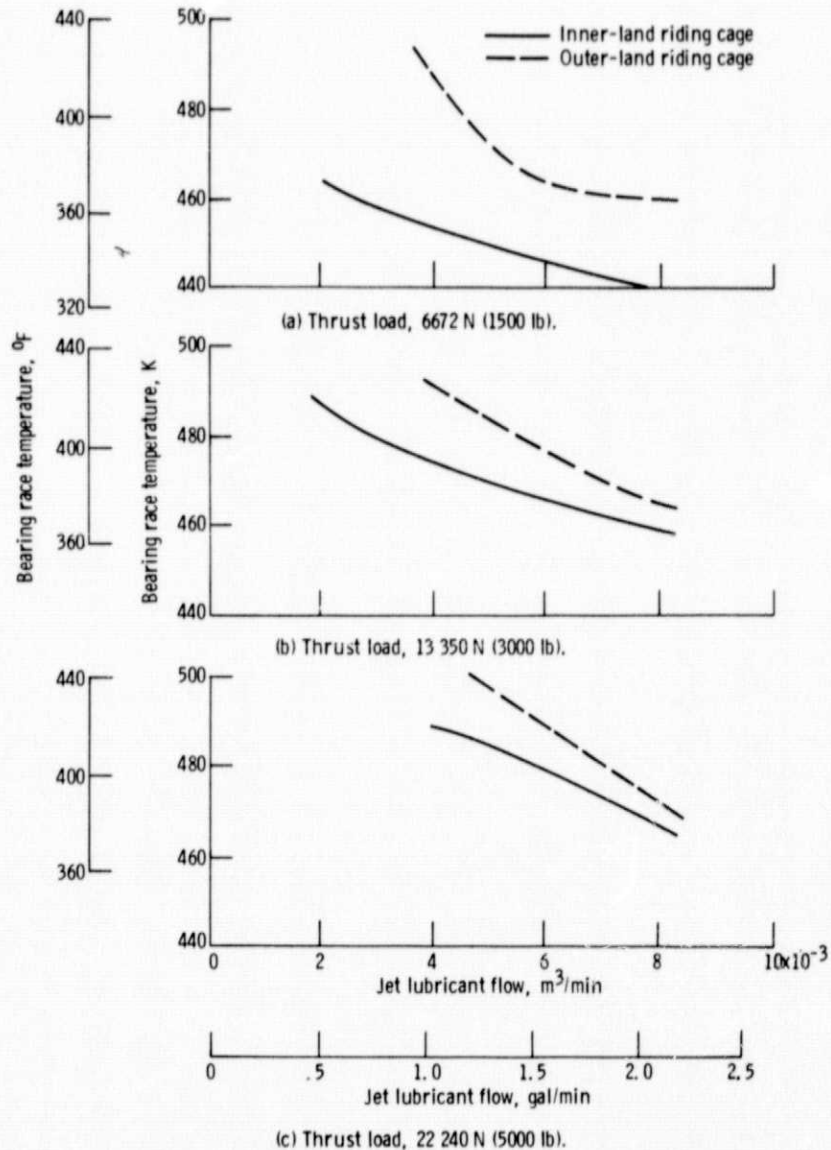 Inner-land riding cage
Outer-land riding cage
440
400
360
320
500
480
460
440
(a) Thrust load, 6672 N (1500 lb).
Bearing race temperature, °F
Bearing race temperature, K
440
400
360
500
480
460
440
(b) Thrust load, 13 350 N (3000 lb).
440
400
360
500
480
460
440
0 2 4 6 8 10x10⁻³
Jet lubricant flow, m³/min
0 .5 1.0 1.5 2.0 2.5
Jet lubricant flow, gal/min
(c) Thrust load, 22 240 N (5000 lb).